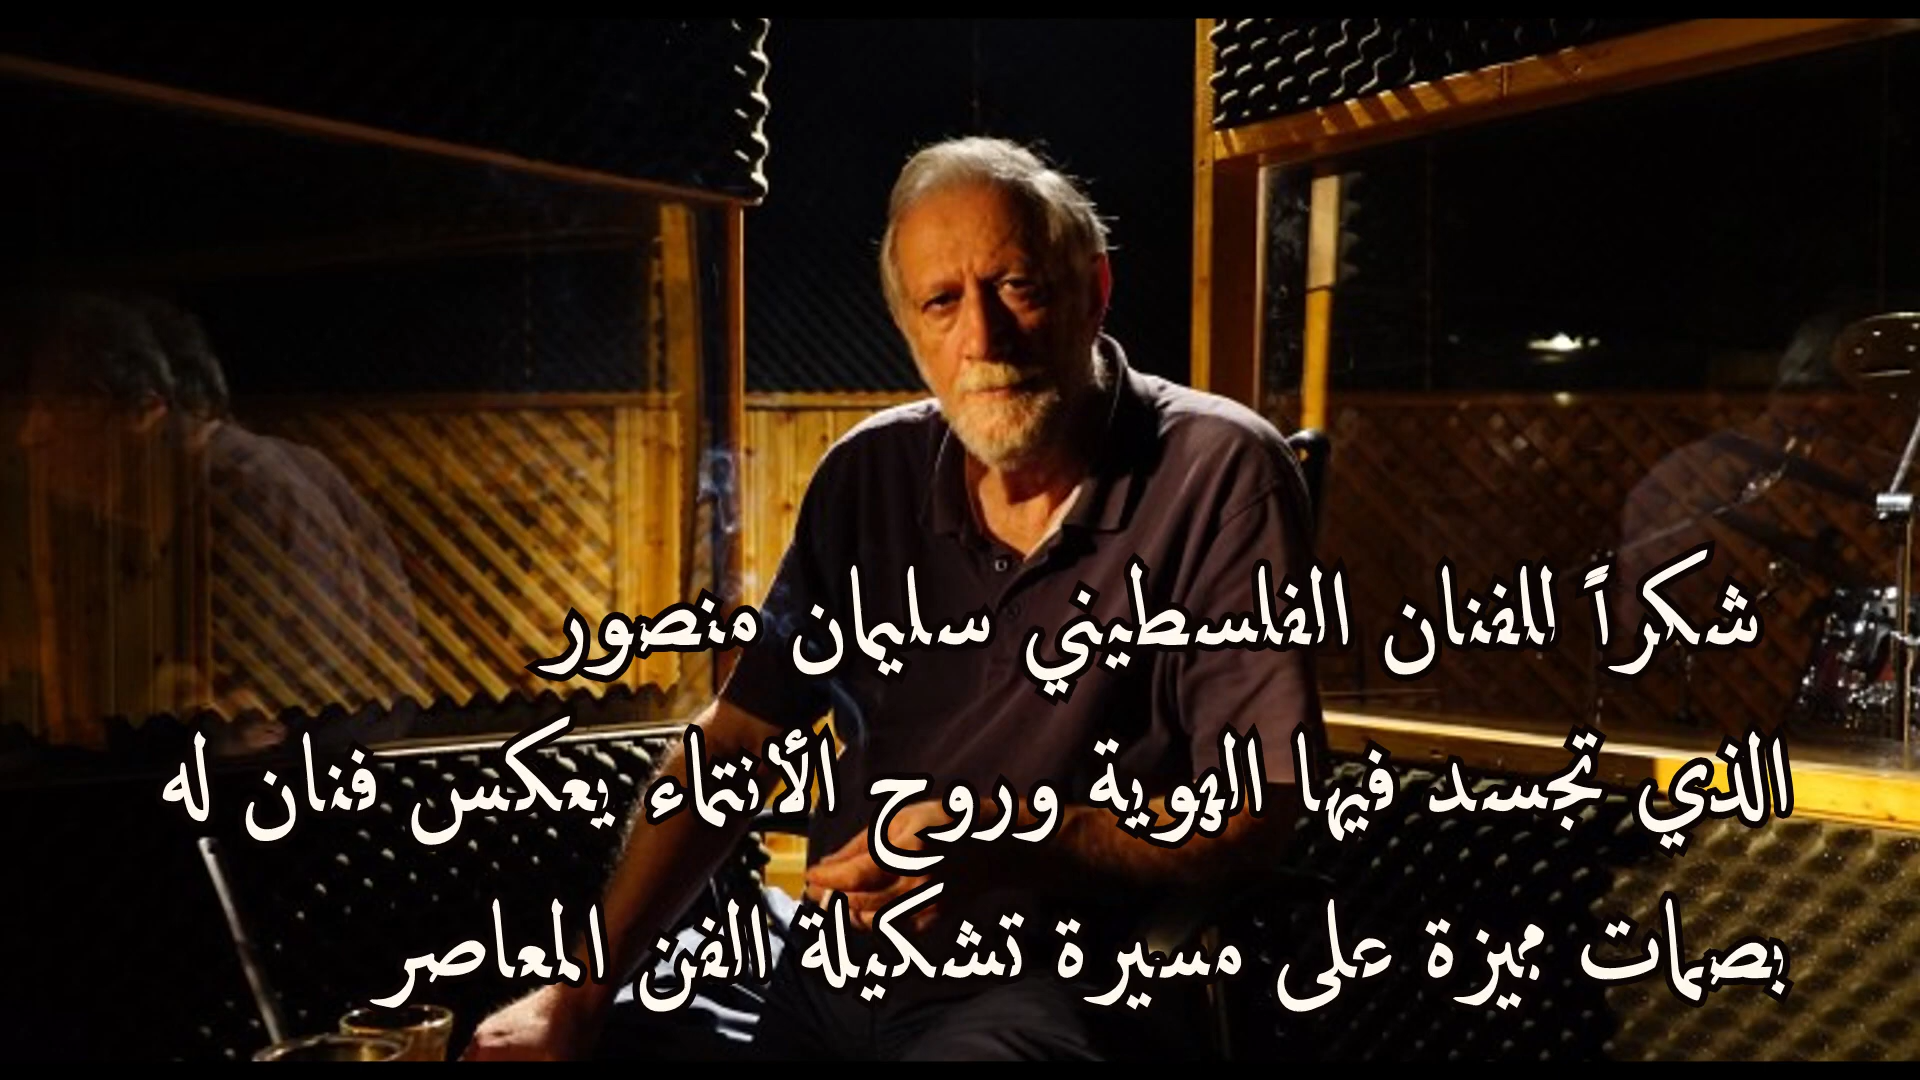 شكراً للفنان الفلسطيني سليمان منصور
الذي تجسد فيها الهوية وروح الأنتماء يعكس فنان له
بصمات مميزة على مسيرة تشكيلة الفن المعاصر